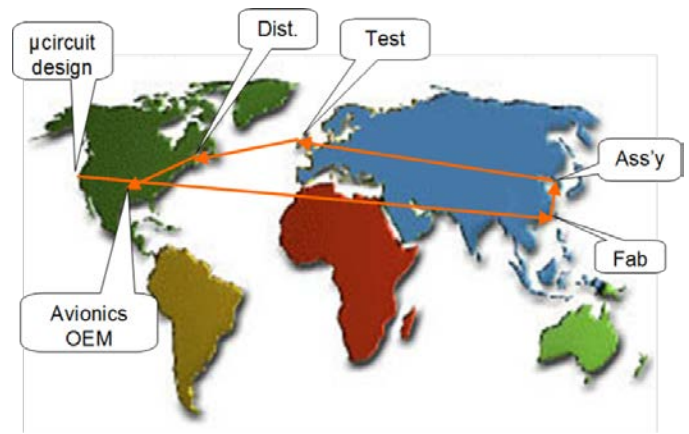 µcircuit
design
Dist.
Test
Ass'y
Fab
Avionics
OEM